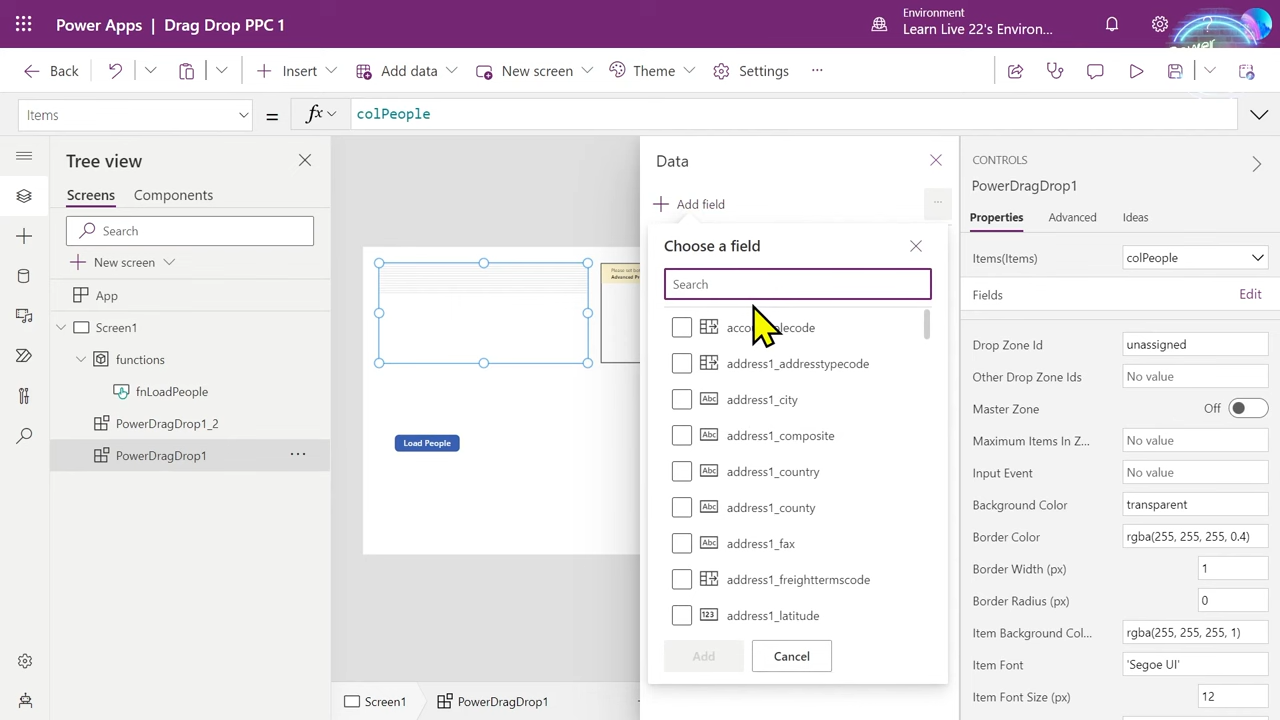 Power Apps | Drag Drop PPC 1
Environment
Learn Live 22's Environ...
Power
Back
Insert
Add data
New screen
Theme
Settings
Items
=
fx
colPeople
Tree view
Screens
Components
Search
New screen
App
Screen1
functions
fnLoadPeople
PowerDragDrop1_2
PowerDragDrop1
Load People
Screen1
PowerDragDrop1
Data
Add field
Choose a field
Search
address1_addresstypecode
address1_city
address1_composite
address1_country
address1_county
address1_fax
address1_freighttermscode
address1_latitude
Add
Cancel
CONTROLS
PowerDragDrop1
Properties
Advanced
Ideas
Items(Items)
colPeople
Fields
Edit
Drop Zone Id
unassigned
Other Drop Zone Ids
No value
Master Zone
Off
Maximum Items In Z...
No value
Input Event
No value
Background Color
transparent
Border Color
rgba(255, 255, 255, 0.4)
Border Width (px)
1
Border Radius (px)
0
Item Background Col...
rgba(255, 255, 255, 1)
Item Font
'Segoe UI'
Item Font Size (px)
12